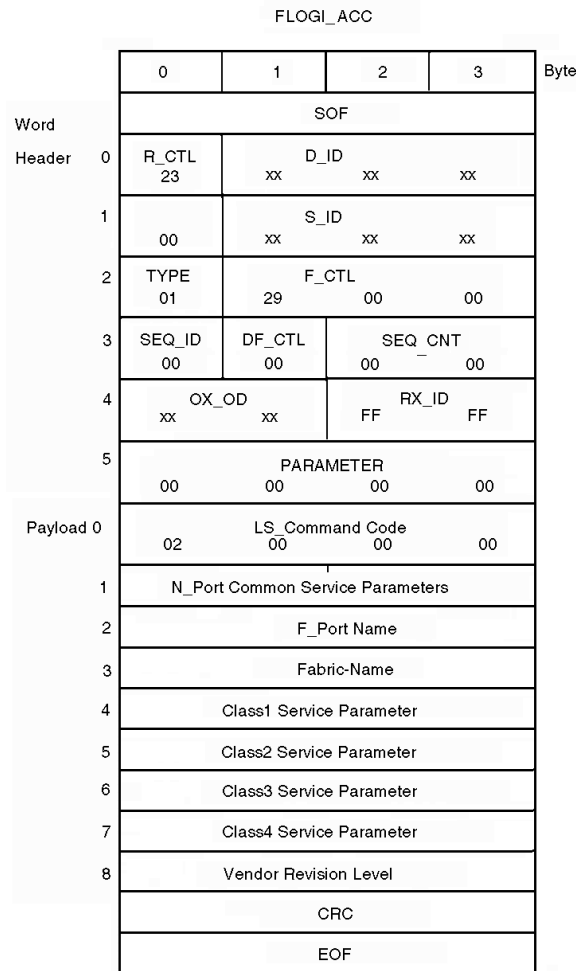 FLOGI_ACC
0 1 2 3 Byte
SOF
Word
Header 0 R_CTL D_ID
23 xx xx xx
1 S_ID
00 xx xx xx
2 TYPE F_CTL
01 29 00 00
3 SEQ_ID DF_CTL SEQ_CNT
00 00 00 00
4 OX_OD RX_ID
xx xx FF FF
5 PARAMETER
00 00 00 00
Payload 0 LS_Command Code
02 00 00 00
1 N_Port Common Service Parameters
2 F_Port Name
3 Fabric-Name
4 Class1 Service Parameter
5 Class2 Service Parameter
6 Class3 Service Parameter
7 Class4 Service Parameter
8 Vendor Revision Level
CRC
EOF